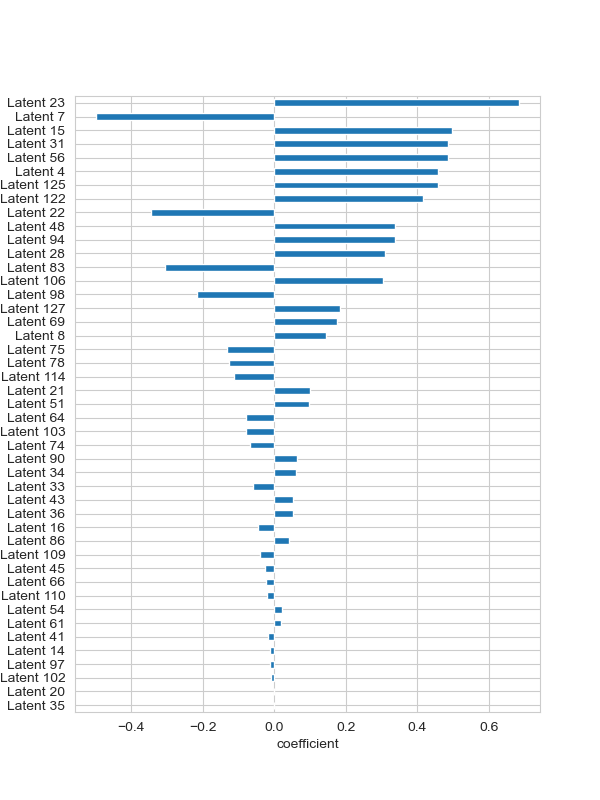 Latent 23
Latent 7
Latent 15
Latent 31
Latent 56
Latent 4
Latent 125
Latent 122
Latent 22
Latent 48
Latent 94
Latent 28
Latent 83
Latent 106
Latent 98
Latent 127
Latent 69
Latent 8
Latent 75
Latent 78
Latent 114
Latent 21
Latent 51
Latent 64
Latent 103
Latent 74
Latent 90
Latent 34
Latent 33
Latent 43
Latent 36
Latent 16
Latent 86
Latent 109
Latent 45
Latent 66
Latent 110
Latent 54
Latent 61
Latent 41
Latent 14
Latent 97
Latent 102
Latent 20
Latent 35
−0.4 −0.2 0.0 0.2 0.4 0.6
coefficient